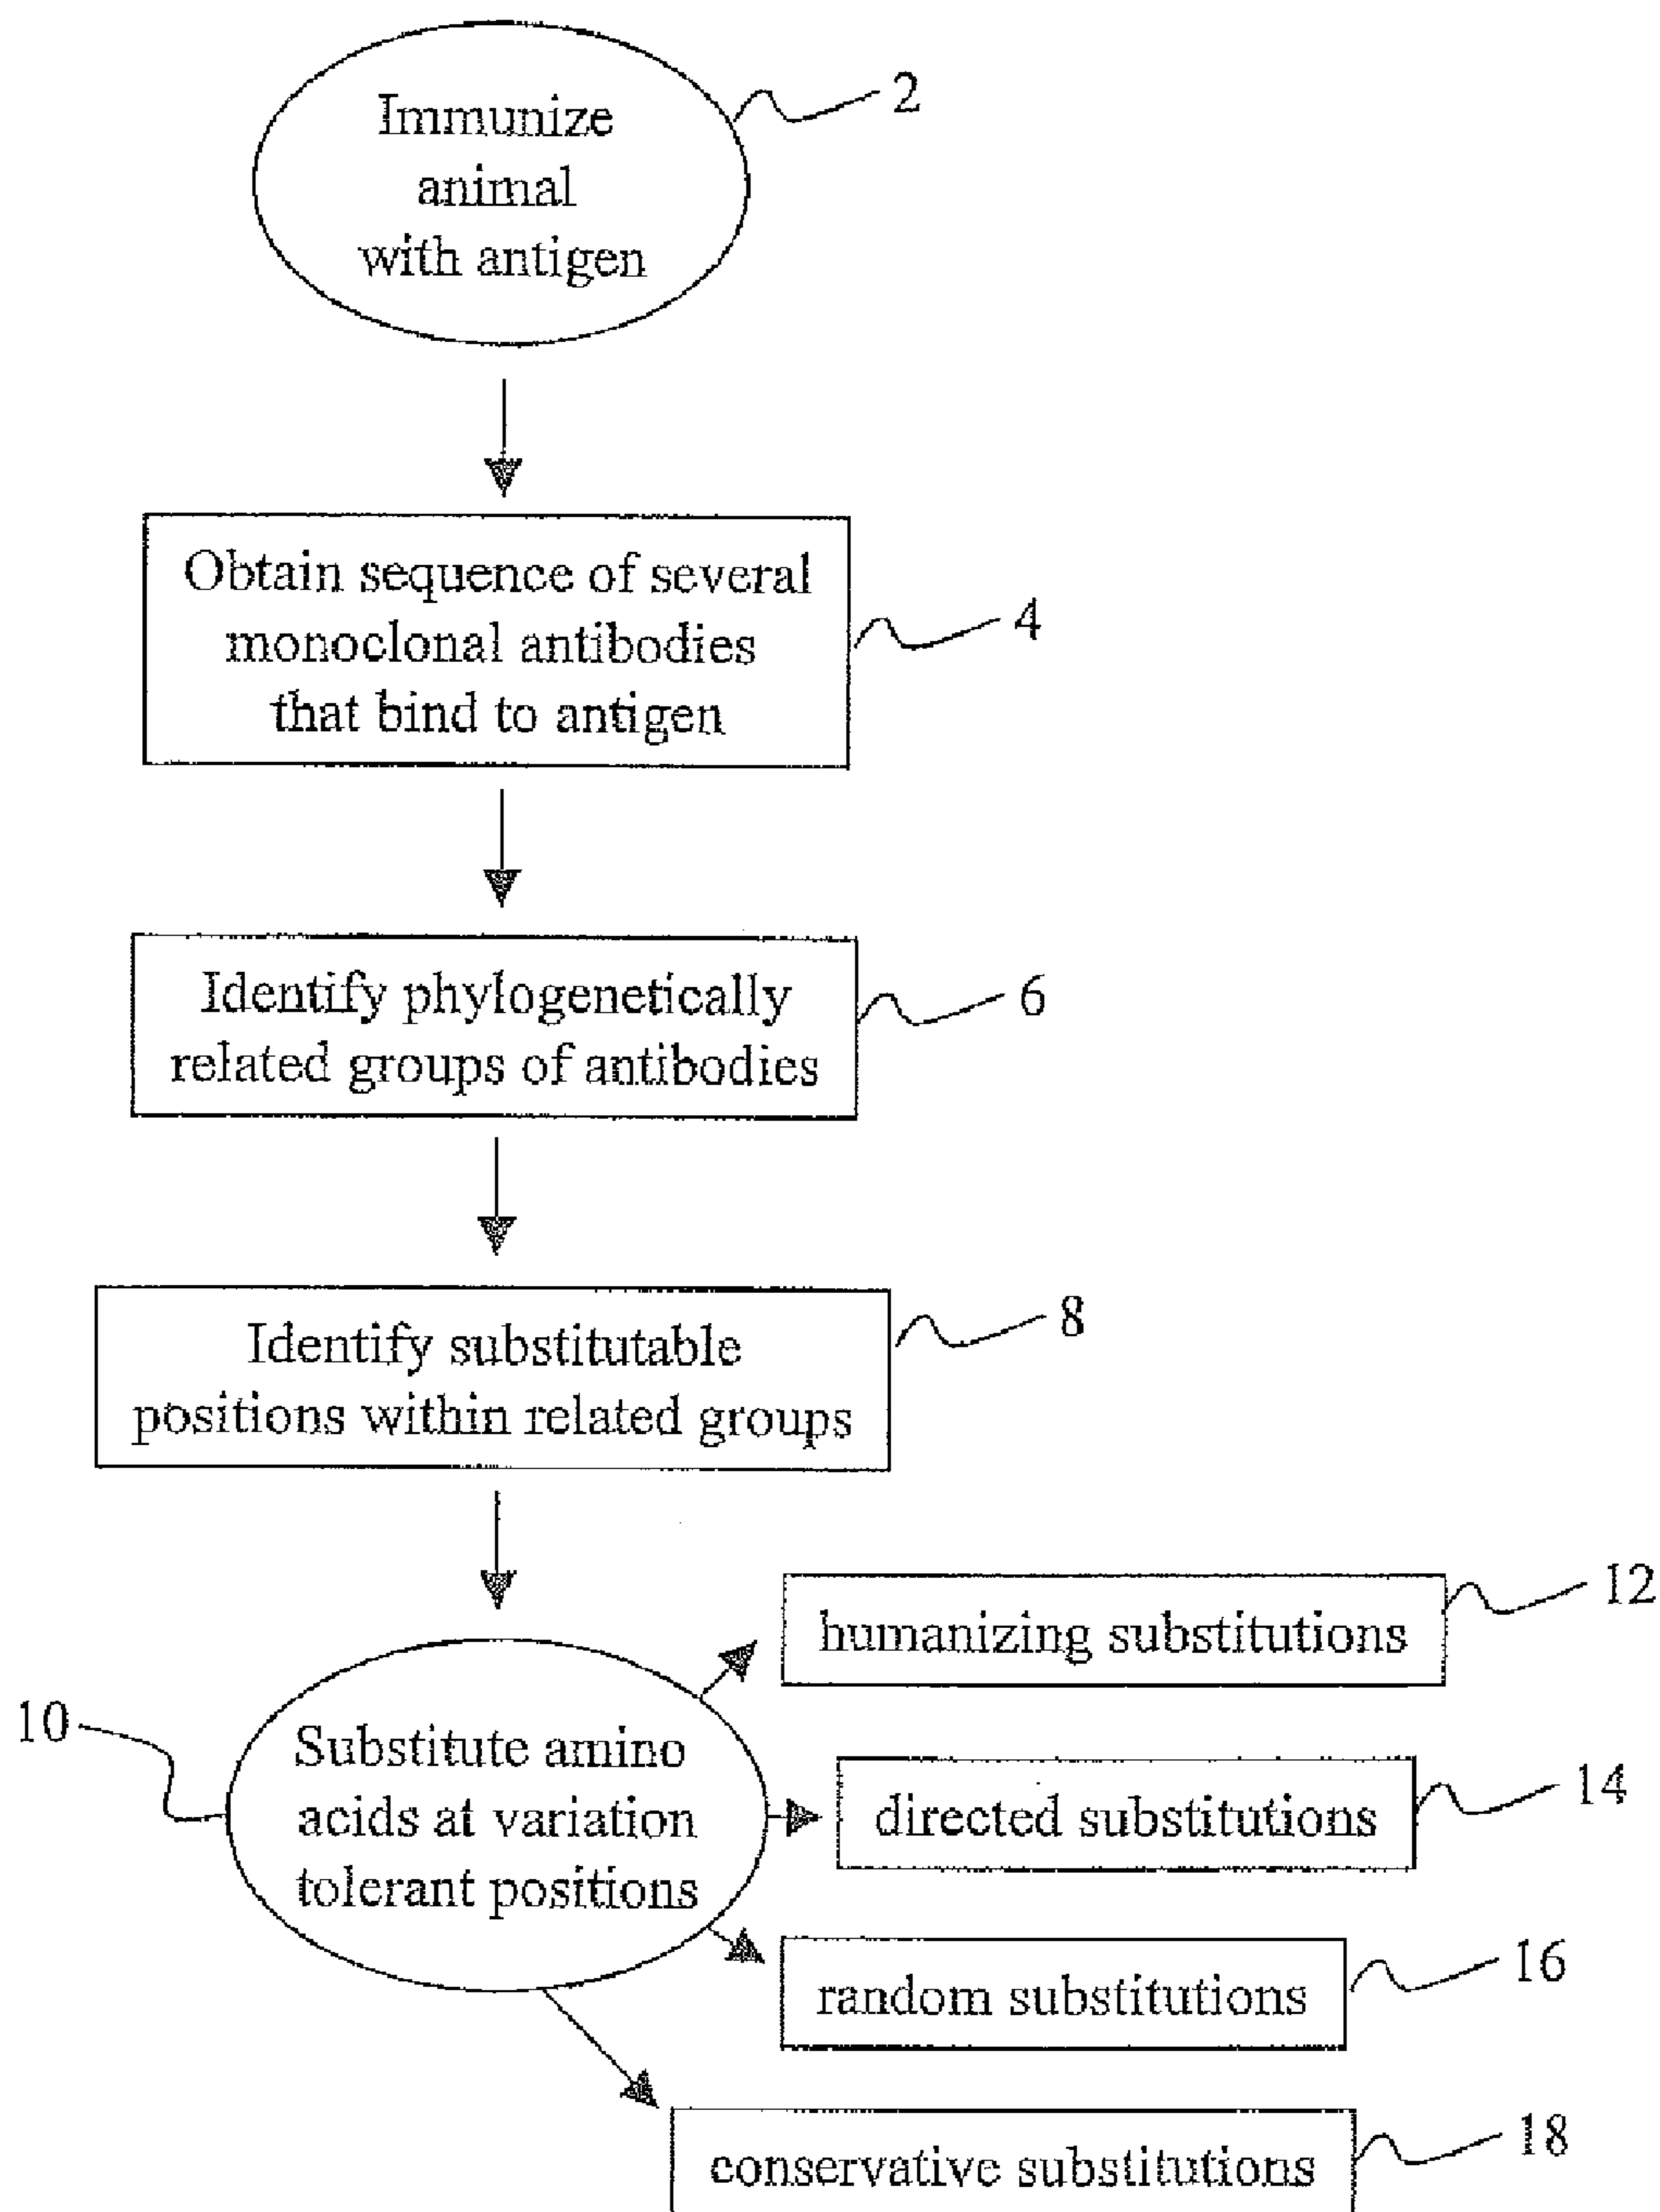 Immunize
animal
with antigen
2
Obtain sequence of several
monoclonal antibodies
that bind to antigen
4
Identify phylogenetically
related groups of antibodies
6
Identify substitutable
positions within related groups
8
10
Substitute amino
acids at variation
tolerant positions
humanizing substitutions
12
directed substitutions
14
random substitutions
16
conservative substitutions
18